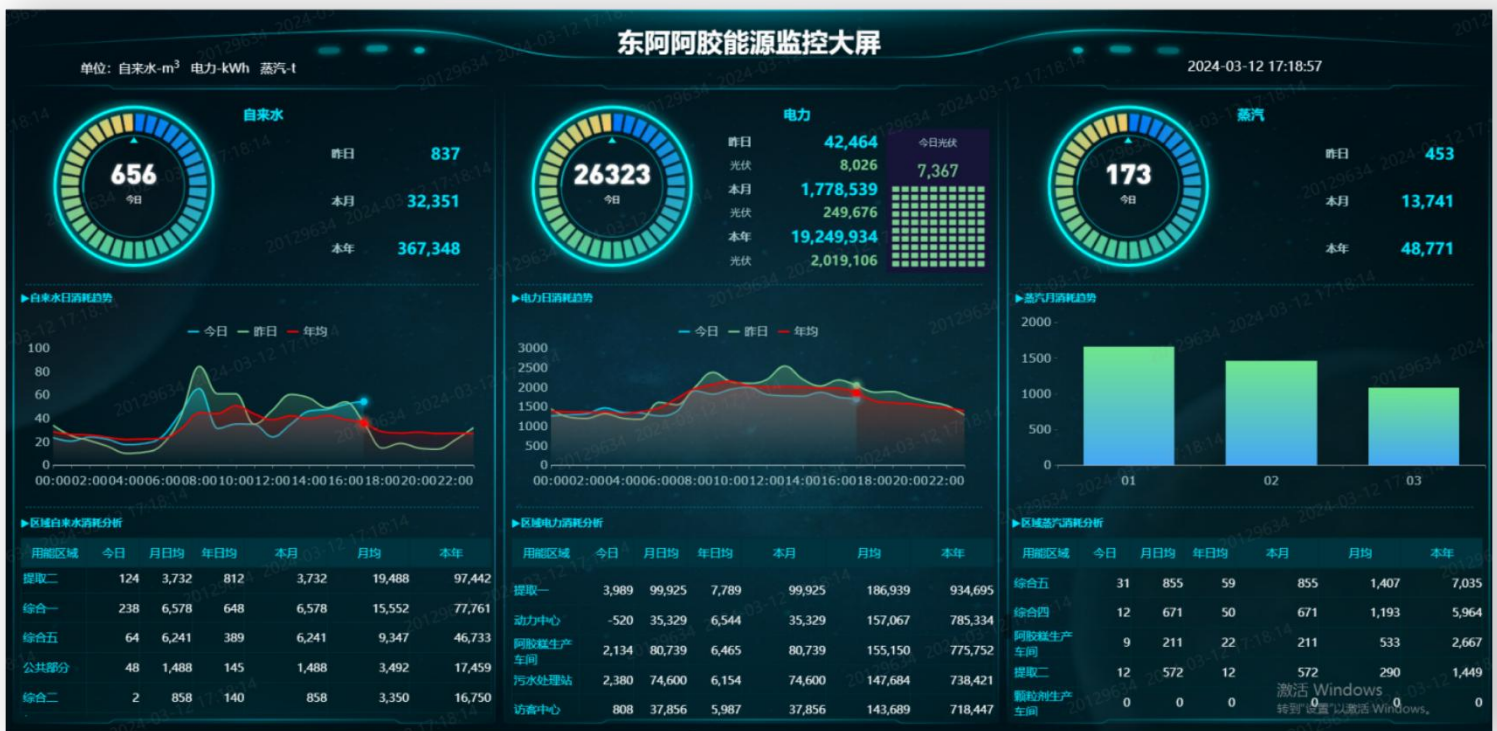 东阿阿胶能源监控大屏
单位：自来水-m³ 电力-kWh 蒸汽-t
2024-03-12 17:18:57
自来水
656
今日
昨日 837
本月 32,351
本年 367,348
电力
26323
今日
昨日 42,464
光伏 8,026
本月 1,778,539
光伏 249,676
本年 19,249,934
光伏 2,019,106
今日光伏
7,367
蒸汽
173
今日
昨日 453
本月 13,741
本年 48,771
▶自来水日消耗趋势
今日 昨日 年均
100
80
60
40
20
0
00:00 02:00 04:00 06:00 08:00 10:00 12:00 14:00 16:00 18:00 20:00 22:00
▶电力日消耗趋势
今日 昨日 年均
3000
2500
2000
1500
1000
500
0
00:00 02:00 04:00 06:00 08:00 10:00 12:00 14:00 16:00 18:00 20:00 22:00
▶蒸汽月消耗趋势
2000
1500
1000
500
0
01 02 03
▶区域自来水消耗分析
用能区域 今日 月日均 年日均 本月 月均 本年
提取二 124 3,732 812 3,732 19,488 97,442
综合一 238 6,578 648 6,578 15,552 77,761
综合五 64 6,241 389 6,241 9,347 46,733
公共部分 48 1,488 145 1,488 3,492 17,459
综合二 2 858 140 858 3,350 16,750
▶区域电力消耗分析
用能区域 今日 月日均 年日均 本月 月均 本年
提取一 3,989 99,925 7,789 99,925 186,939 934,695
动力中心 -520 35,329 6,544 35,329 157,067 785,334
阿胶糕生产
车间 2,134 80,739 6,465 80,739 155,150 775,752
污水处理站 2,380 74,600 6,154 74,600 147,684 738,421
访客中心 808 37,856 5,987 37,856 143,689 718,447
▶区域蒸汽消耗分析
用能区域 今日 月日均 年日均 本月 月均 本年
综合五 31 855 59 855 1,407 7,035
综合四 12 671 50 671 1,193 5,964
阿胶糕生产
车间 9 211 22 211 533 2,667
提取二 12 572 12 572 290 1,449
颗粒剂生产
车间 0 0 0 0 0 0
激活 Windows
转到"设置"以激活 Windows。
20129634 2024-03-12 17:18:14